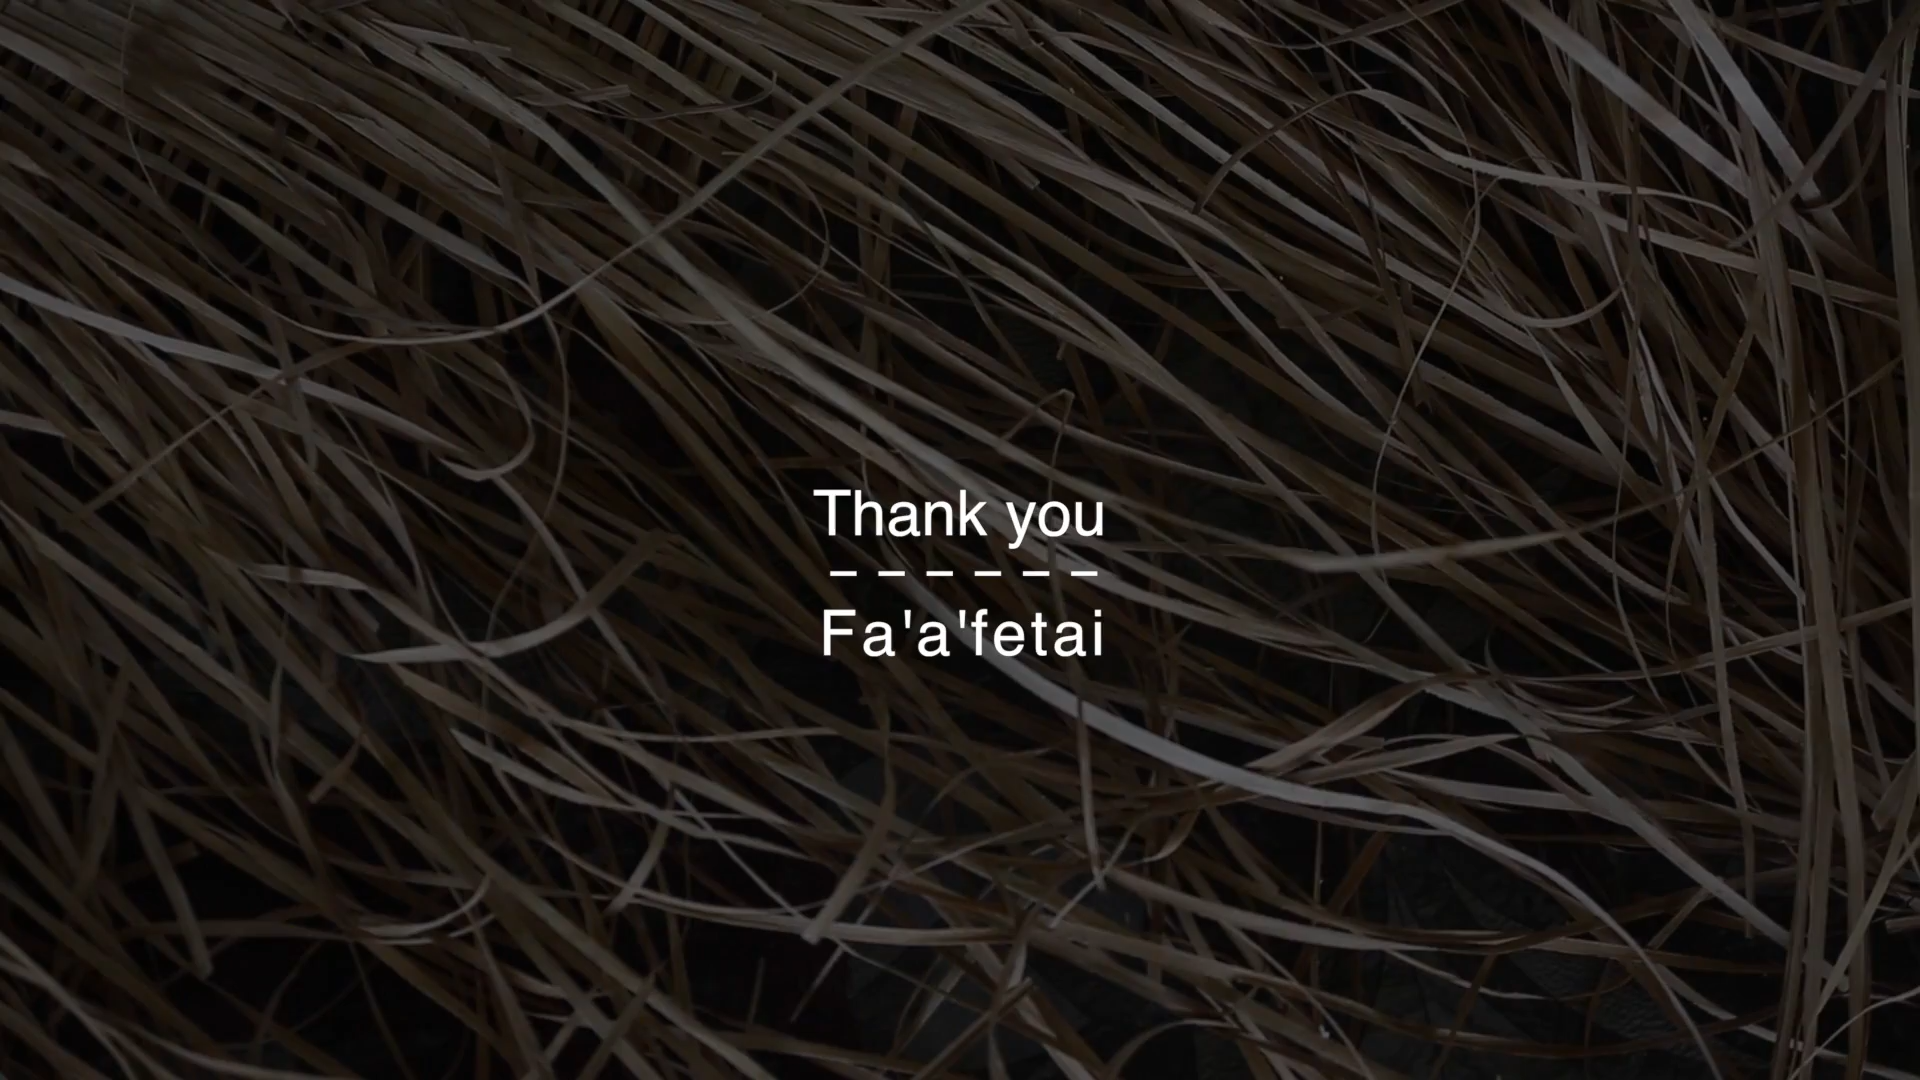 Thank you
– – – – – –
Fa'a'fetai